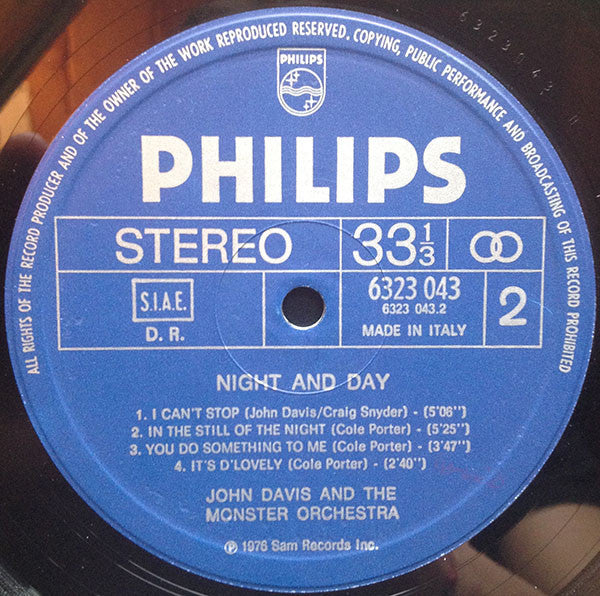 ALL RIGHTS OF THE RECORD PRODUCER AND OF THE OWNER OF THE WORK REPRODUCED RESERVED. COPYING, PUBLIC PERFORMANCE AND BROADCASTING OF THIS RECORD PROHIBITED
6323043
PHILIPS
PHILIPS
STEREO
33 1/3
S.I.A.E.
D. R.
6323 043
6323 043.2
MADE IN ITALY
2
NIGHT AND DAY
1. I CAN'T STOP (John Davis/Craig Snyder) - (5'06")
2. IN THE STILL OF THE NIGHT (Cole Porter) - (5'25")
3. YOU DO SOMETHING TO ME (Cole Porter) - (3'47")
4. IT'S D'LOVELY (Cole Porter) - (2'40")
JOHN DAVIS AND THE
MONSTER ORCHESTRA
℗ 1976 Sam Records Inc.